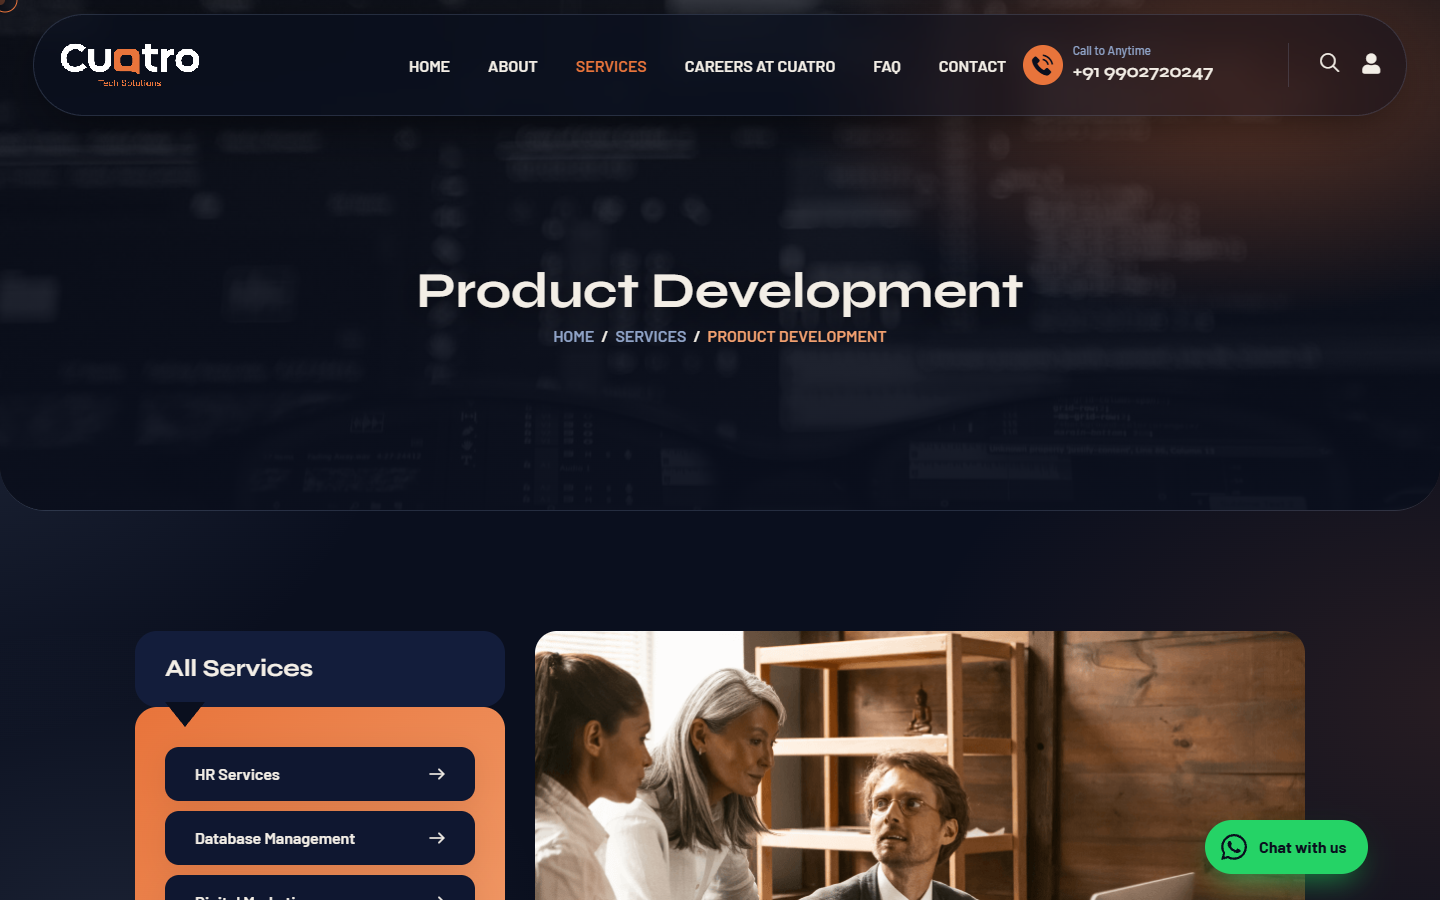 Cuatro
Tech Solutions
HOME
ABOUT
SERVICES
CAREERS AT CUATRO
FAQ
CONTACT
Call to Anytime
+91 9902720247
Product Development
HOME / SERVICES / PRODUCT DEVELOPMENT
All Services
HR Services
Database Management
Chat with us